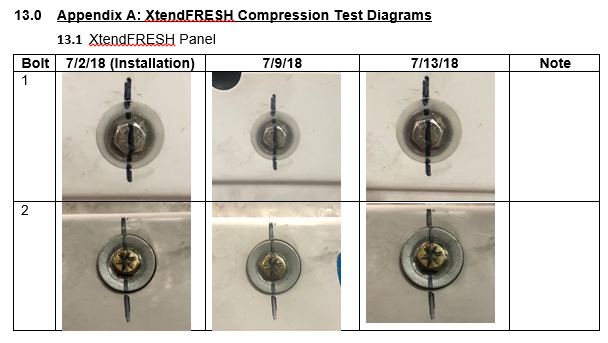 13.0 Appendix A: XtendFRESH Compression Test Diagrams
13.1 XtendFRESH Panel
Bolt 7/2/18 (Installation) 7/9/18 7/13/18 Note
1
2